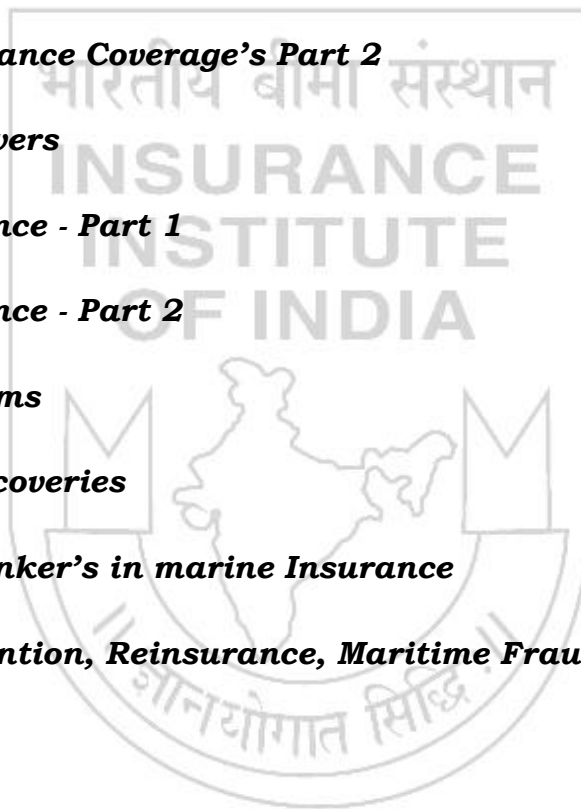 ance Coverage’s Part 2
भारतीय बीमा संस्थान
vers
INSURANCE
nce - Part 1
INSTITUTE
nce - Part 2
OF INDIA
ms
coveries
nker’s in marine Insurance
ntion, Reinsurance, Maritime Frau
॥ ज्ञानयोगात सिद्धि ॥